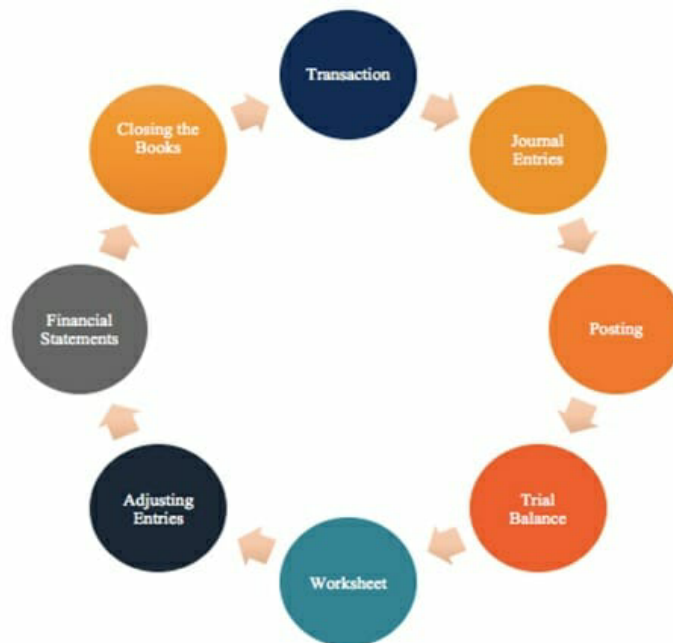 Transaction
Journal
Entries
Posting
Trial
Balance
Worksheet
Adjusting
Entries
Financial
Statements
Closing the
Books